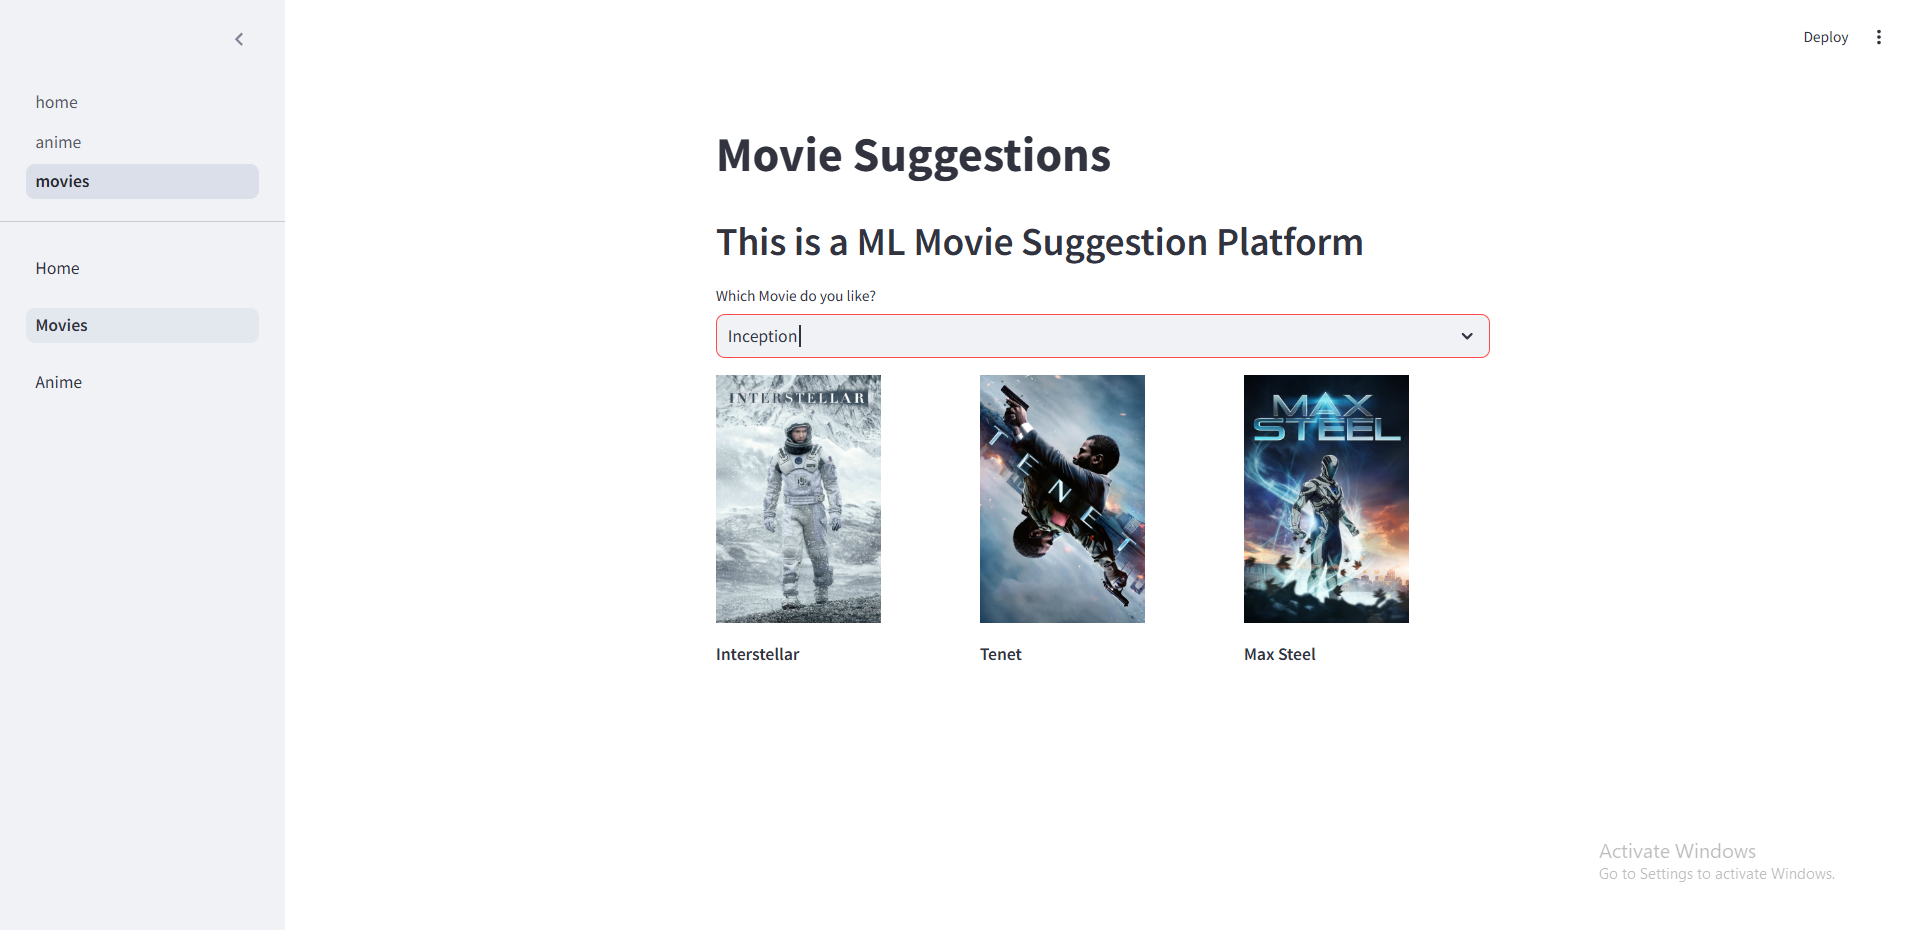 home
anime
movies
Home
Movies
Anime
Deploy
Movie Suggestions
This is a ML Movie Suggestion Platform
Which Movie do you like?
Inception
INTERSTELLAR
TENET
MAX
STEEL
Interstellar
Tenet
Max Steel
Activate Windows
Go to Settings to activate Windows.